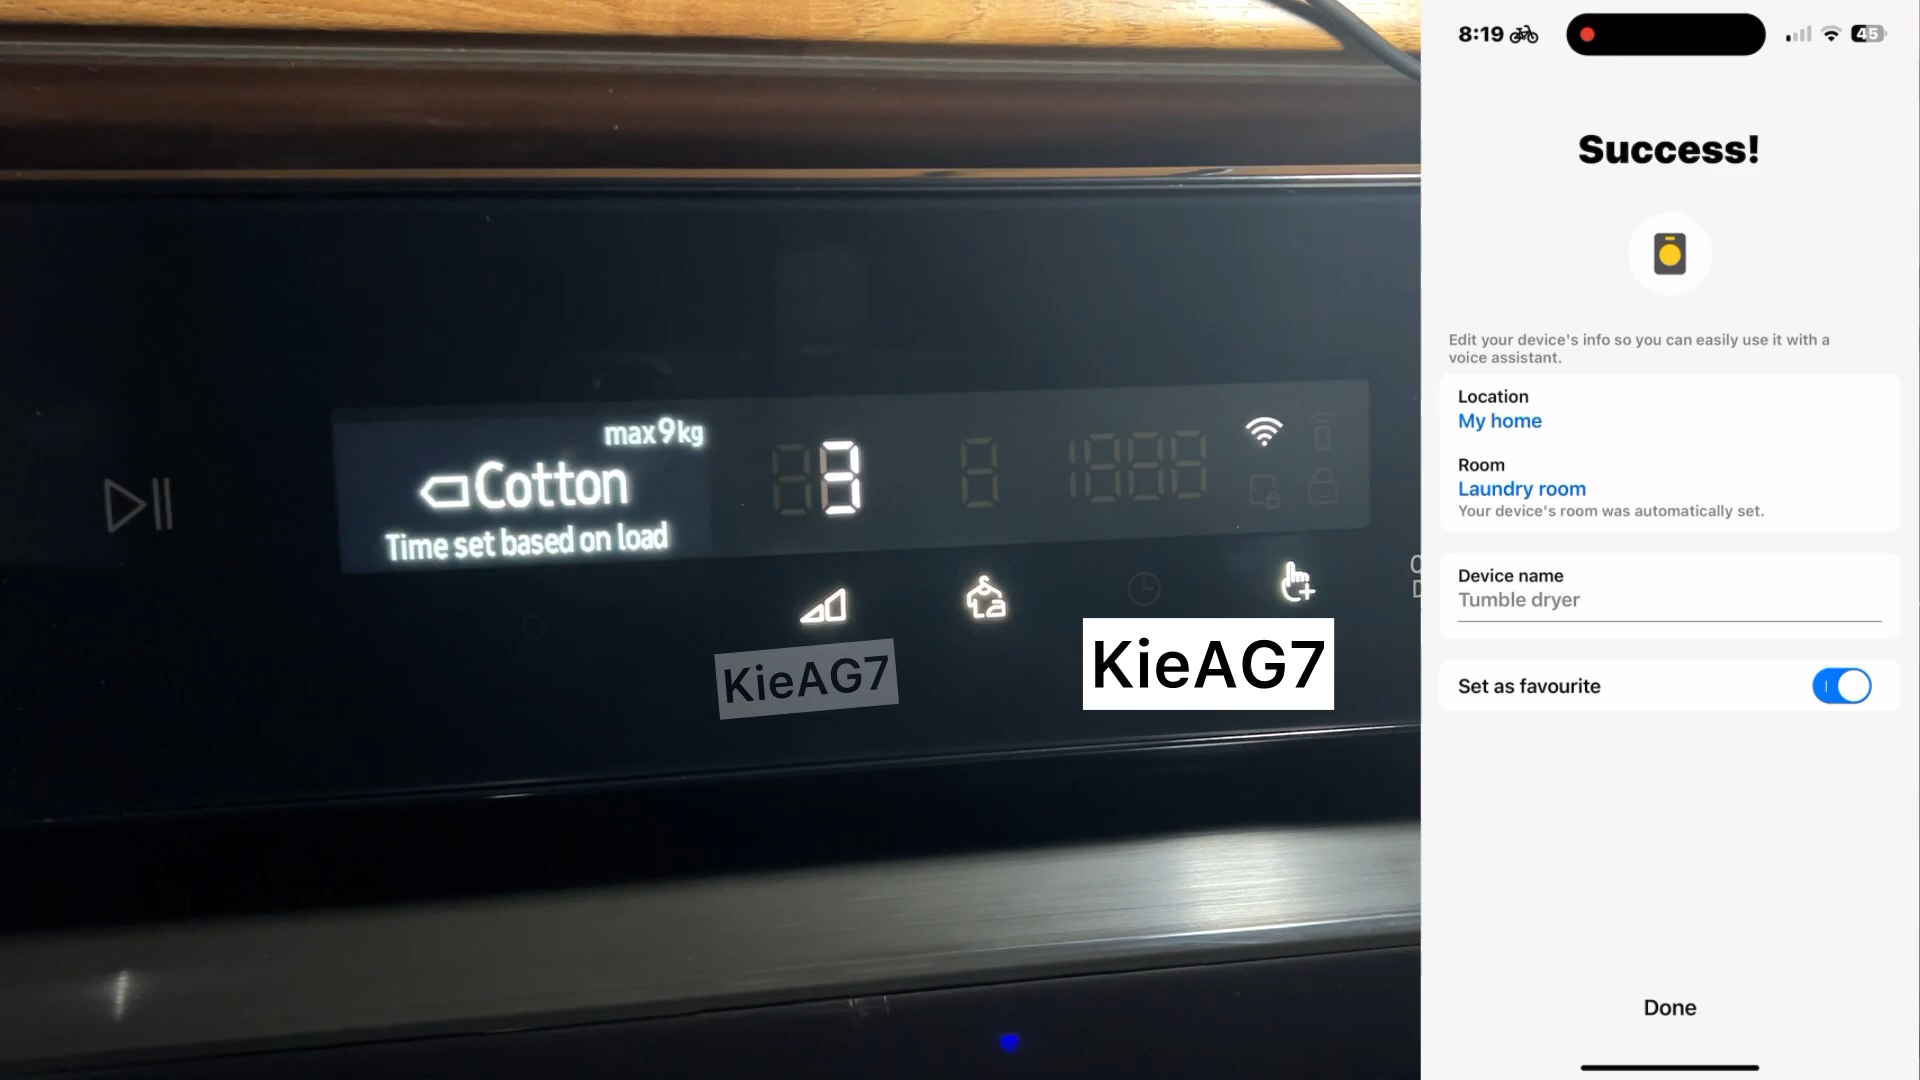 max9kg
Cotton
Time set based on load
3
KieAG7
KieAG7
8:19
45
Success!
Edit your device's info so you can easily use it with a
voice assistant.
Location
My home
Room
Laundry room
Your device's room was automatically set.
Device name
Tumble dryer
Set as favourite
Done